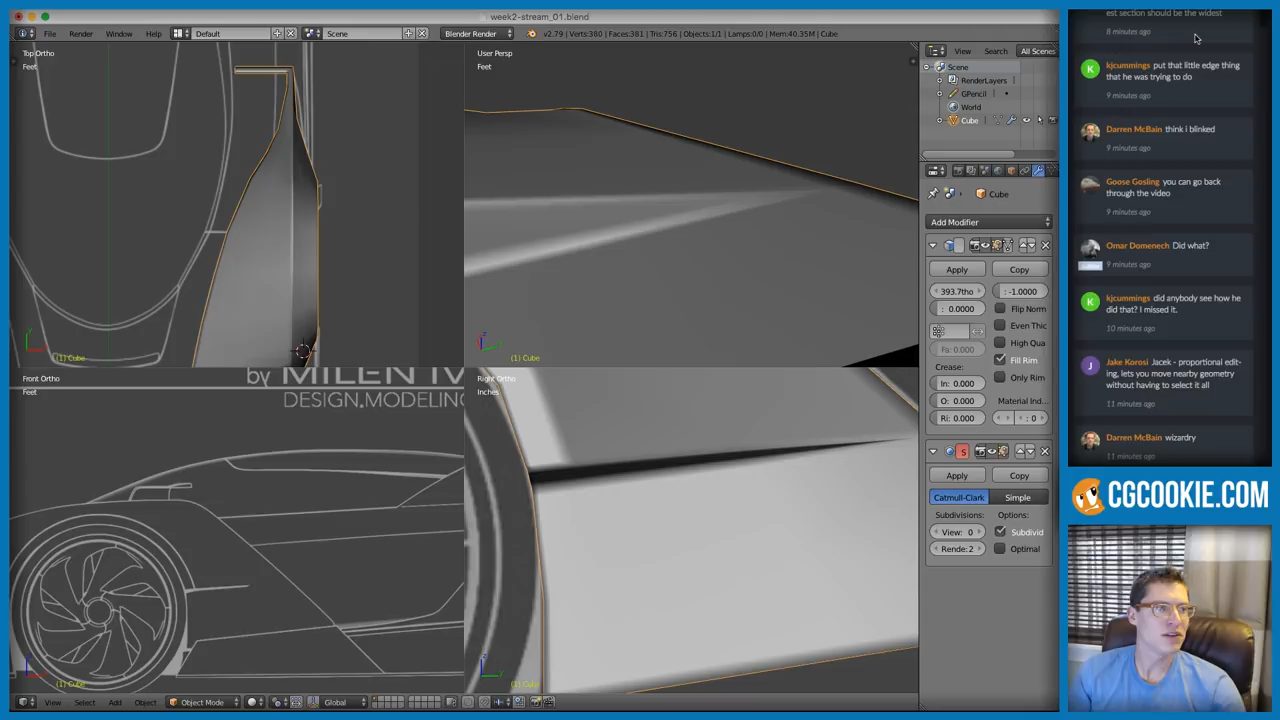 week2-stream_01.blend
File Render Window Help Default Scene Blender Render v2.79 | Verts:380 | Faces:381 | Tris:756 | Objects:1/1 | Lamps:0/0 | Mem:40.35M | Cube
View Search All Scenes
Top Ortho
Feet
(1) Cube
User Persp
Feet
(1) Cube
Front Ortho
Feet
by MILEN IV
DESIGN.MODELING
(1) Cube
Right Ortho
Inches
(1) Cube
View Select Add Object Object Mode Global
Scene
RenderLayers
GPencil
World
Cube
Cube
Add Modifier
Apply Copy
393.7tho : -1.0000
: 0.0000 Flip Norm
Even Thic
High Qua
Fa: 0.000
Fill Rim
Only Rim
Crease:
In: 0.000
O: 0.000 Material Ind
Ri: 0.000 : 0
S
Apply Copy
Catmull-Clark Simple
Subdivisions: Options:
View: 0 Subdivid
Rende: 2 Optimal
est section should be the widest
8 minutes ago
K
kjcummings put that little edge thing
that he was trying to do
9 minutes ago
Darren McBain think i blinked
9 minutes ago
Goose Gosling you can go back
through the video
9 minutes ago
Omar Domenech Did what?
9 minutes ago
K
kjcummings did anybody see how he
did that? I missed it.
10 minutes ago
J
Jake Korosi Jacek - proportional edit-
ing, lets you move nearby geometry
without having to select it all
11 minutes ago
Darren McBain wizardry
11 minutes ago
CGCOOKIE.COM